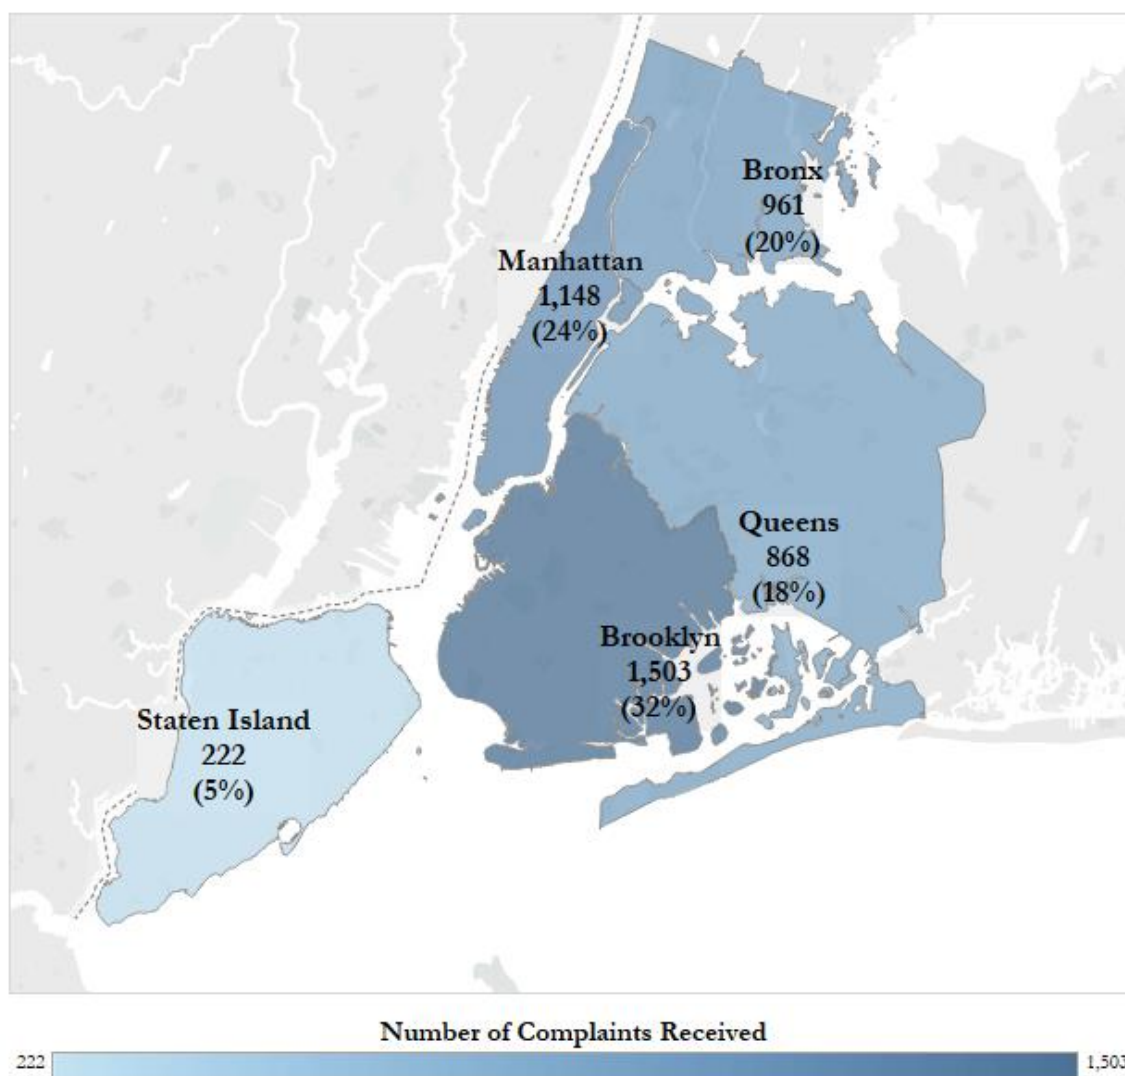 Bronx
961
(20%)
Manhattan
1,148
(24%)
Queens
868
(18%)
Brooklyn
1,503
(32%)
Staten Island
222
(5%)
Number of Complaints Received
222
1,503